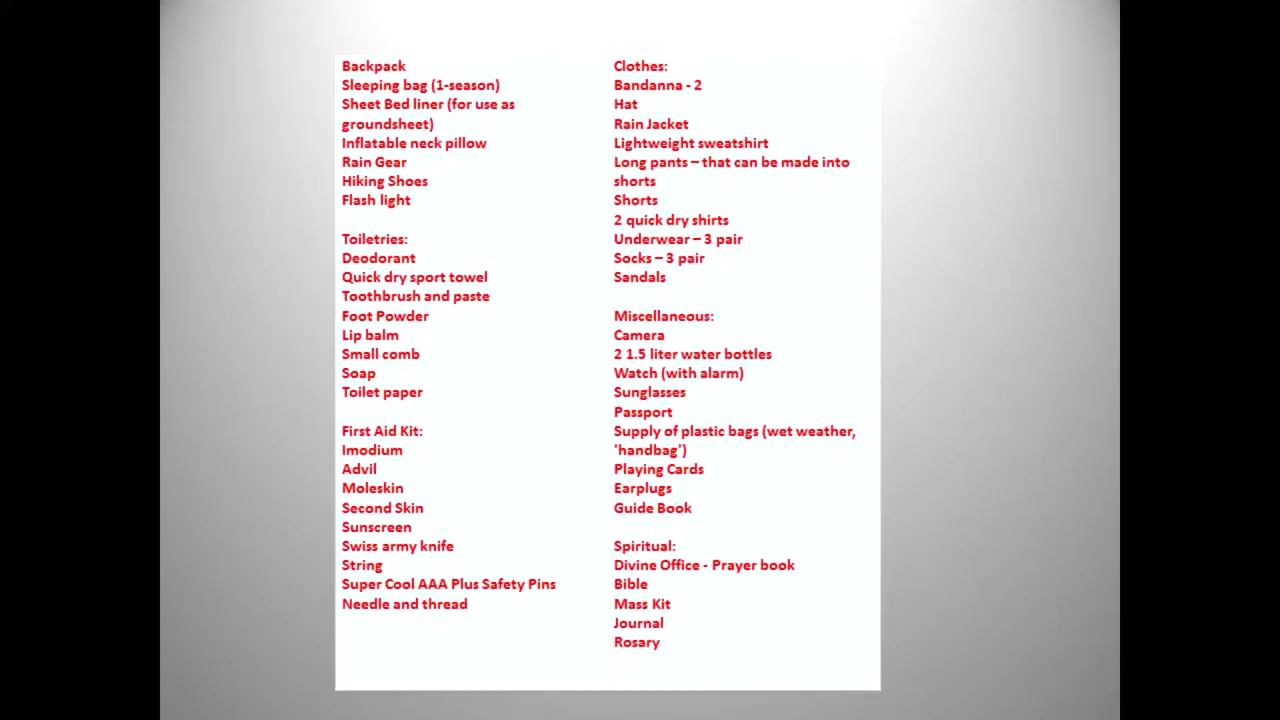 Backpack
Sleeping bag (1-season)
Sheet Bed liner (for use as
groundsheet)
Inflatable neck pillow
Rain Gear
Hiking Shoes
Flash light
Toiletries:
Deodorant
Quick dry sport towel
Toothbrush and paste
Foot Powder
Lip balm
Small comb
Soap
Toilet paper
First Aid Kit:
Imodium
Advil
Moleskin
Second Skin
Sunscreen
Swiss army knife
String
Super Cool AAA Plus Safety Pins
Needle and thread
Clothes:
Bandanna - 2
Hat
Rain Jacket
Lightweight sweatshirt
Long pants – that can be made into
shorts
Shorts
2 quick dry shirts
Underwear – 3 pair
Socks – 3 pair
Sandals
Miscellaneous:
Camera
2 1.5 liter water bottles
Watch (with alarm)
Sunglasses
Passport
Supply of plastic bags (wet weather,
'handbag')
Playing Cards
Earplugs
Guide Book
Spiritual:
Divine Office - Prayer book
Bible
Mass Kit
Journal
Rosary